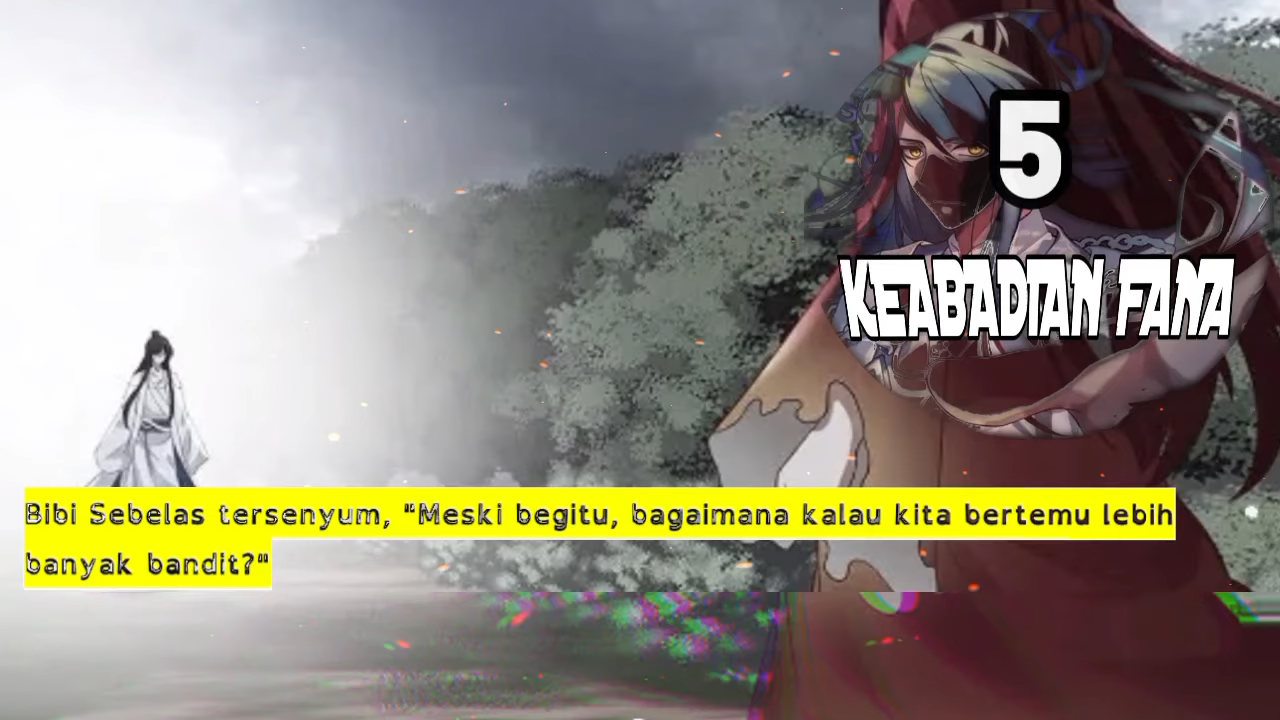 5
KEABADIAN FANA
Bibi Sebelas tersenyum, "Meski begitu, bagaimana kalau kita bertemu lebih
banyak bandit?"